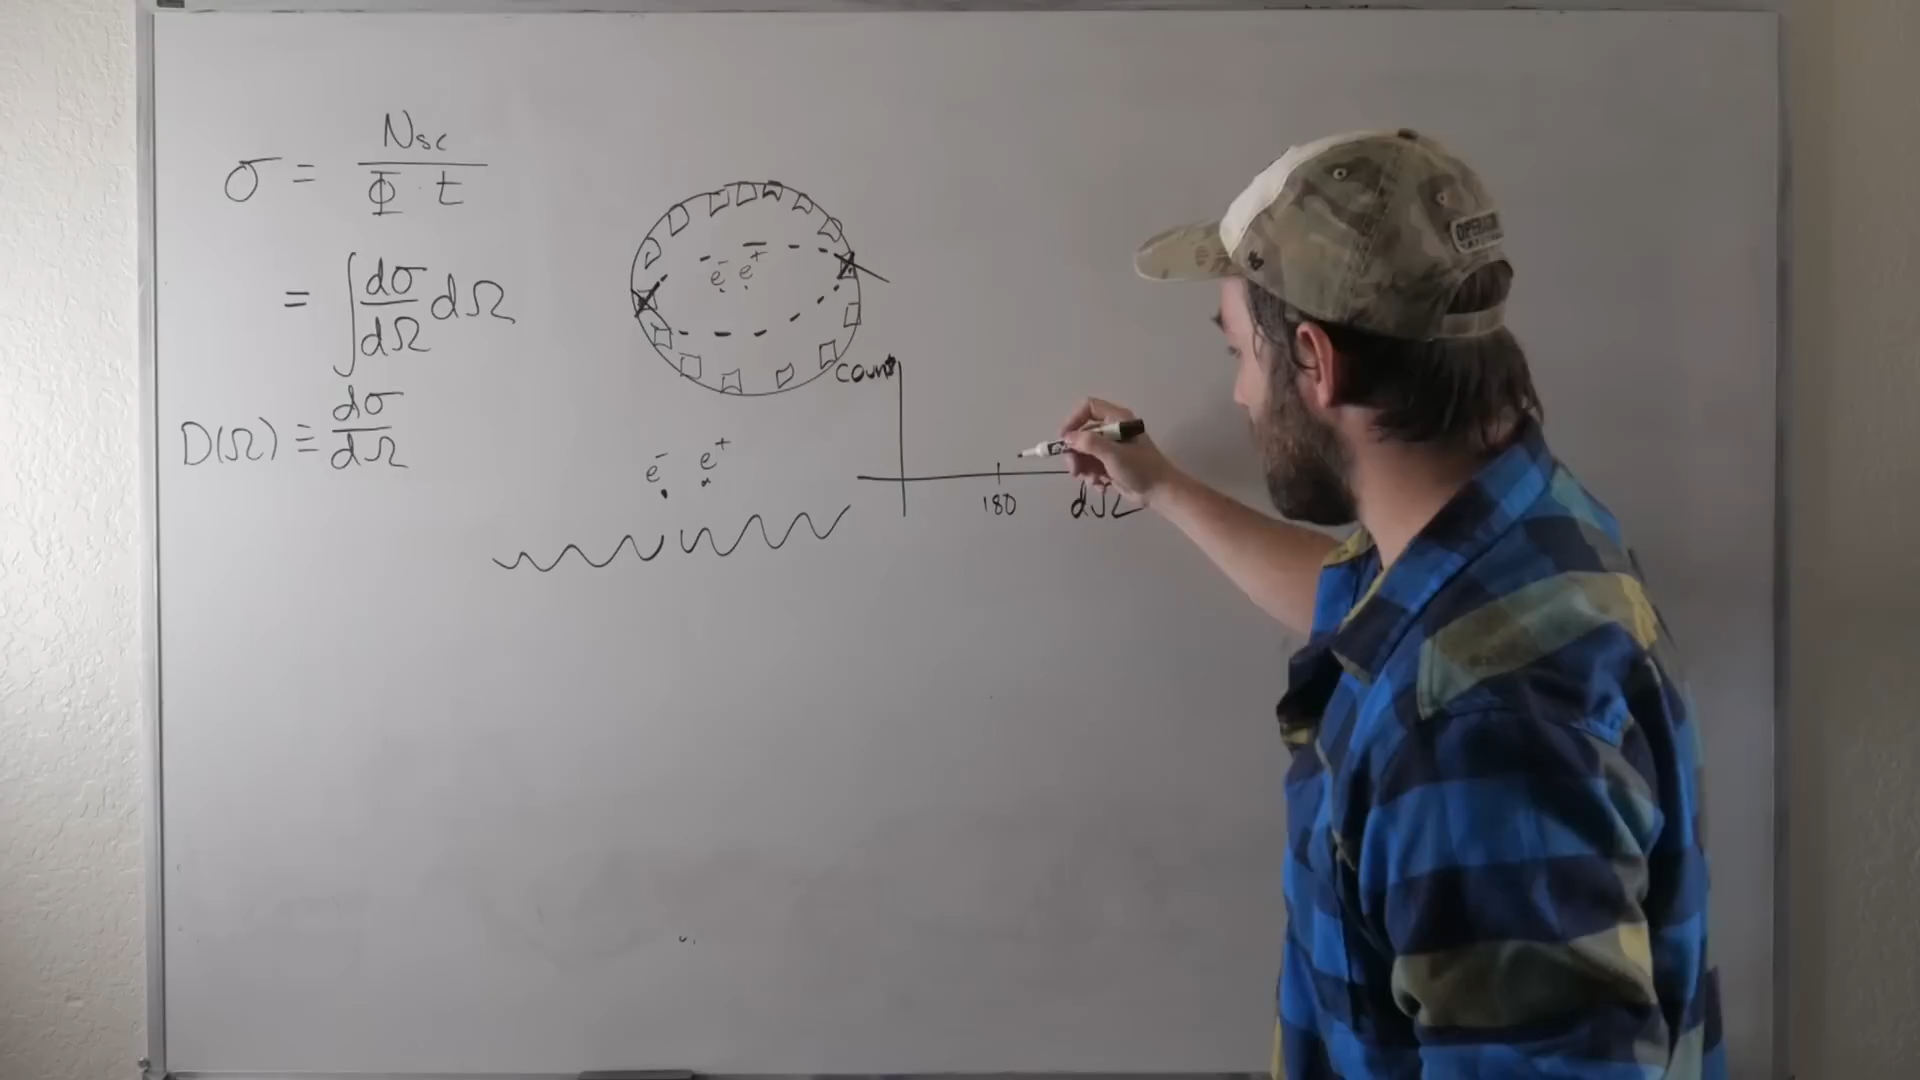 σ = Nsc / Φ · t
= ∫ dσ/dΩ dΩ
D(Ω) ≡ dσ/dΩ
e⁻ e⁺
e⁻ e⁺
Count
180
dΩ